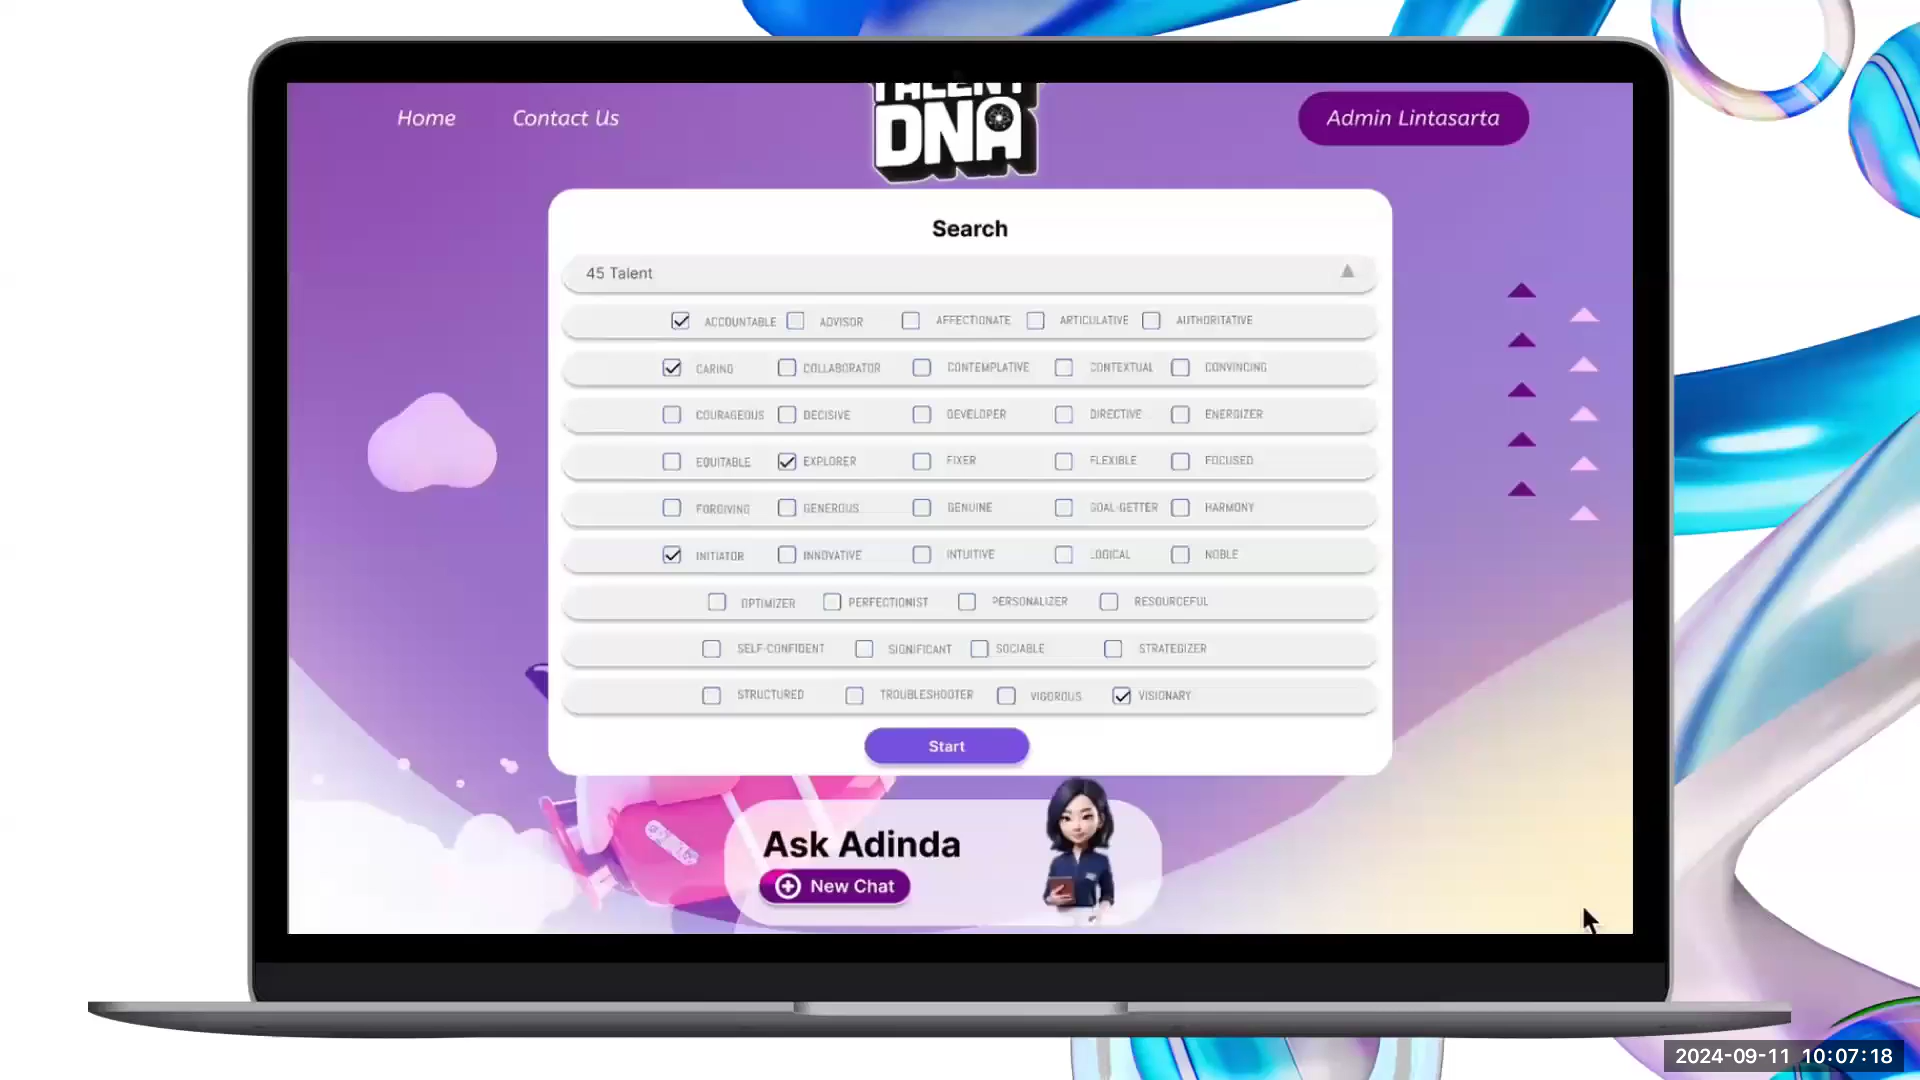 Home Contact Us TALENT Admin Lintasarta
DNA
Search
45 Talent
ACCOUNTABLE ADVISOR AFFECTIONATE ARTICULATIVE AUTHORITATIVE
CARING COLLABORATOR CONTEMPLATIVE CONTEXTUAL CONVINCING
COURAGEOUS DECISIVE DEVELOPER DIRECTIVE ENERGIZER
EQUITABLE EXPLORER FIXER FLEXIBLE FOCUSED
FORGIVING GENEROUS GENUINE GOAL-GETTER HARMONY
INITIATOR INNOVATIVE INTUITIVE LOGICAL NOBLE
OPTIMIZER PERFECTIONIST PERSONALIZER RESOURCEFUL
SELF-CONFIDENT SIGNIFICANT SOCIABLE STRATEGIZER
STRUCTURED TROUBLESHOOTER VIGOROUS VISIONARY
Start
Ask Adinda
New Chat
2024-09-11 10:07:18